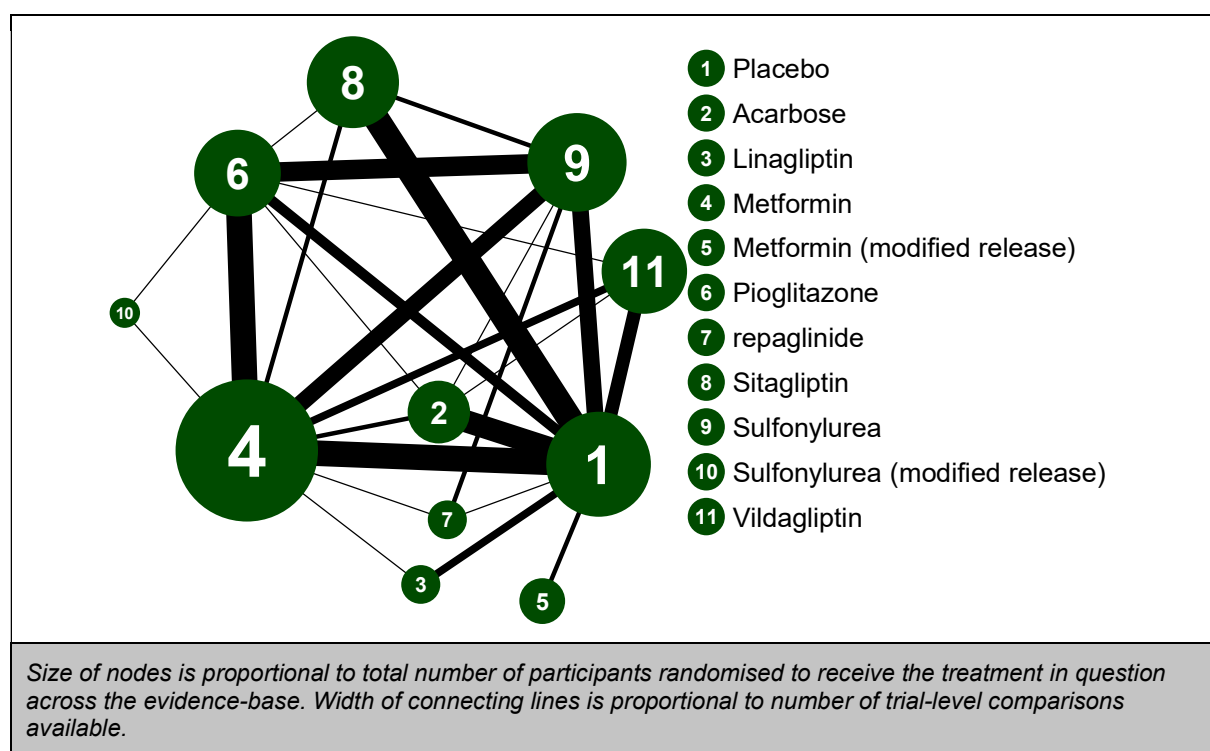 8
9
6
11
10
2
4
1
7
3
5
1 Placebo
2 Acarbose
3 Linagliptin
4 Metformin
5 Metformin (modified release)
6 Pioglitazone
7 repaglinide
8 Sitagliptin
9 Sulfonylurea
10 Sulfonylurea (modified release)
11 Vildagliptin
Size of nodes is proportional to total number of participants randomised to receive the treatment in question
across the evidence-base. Width of connecting lines is proportional to number of trial-level comparisons
available.